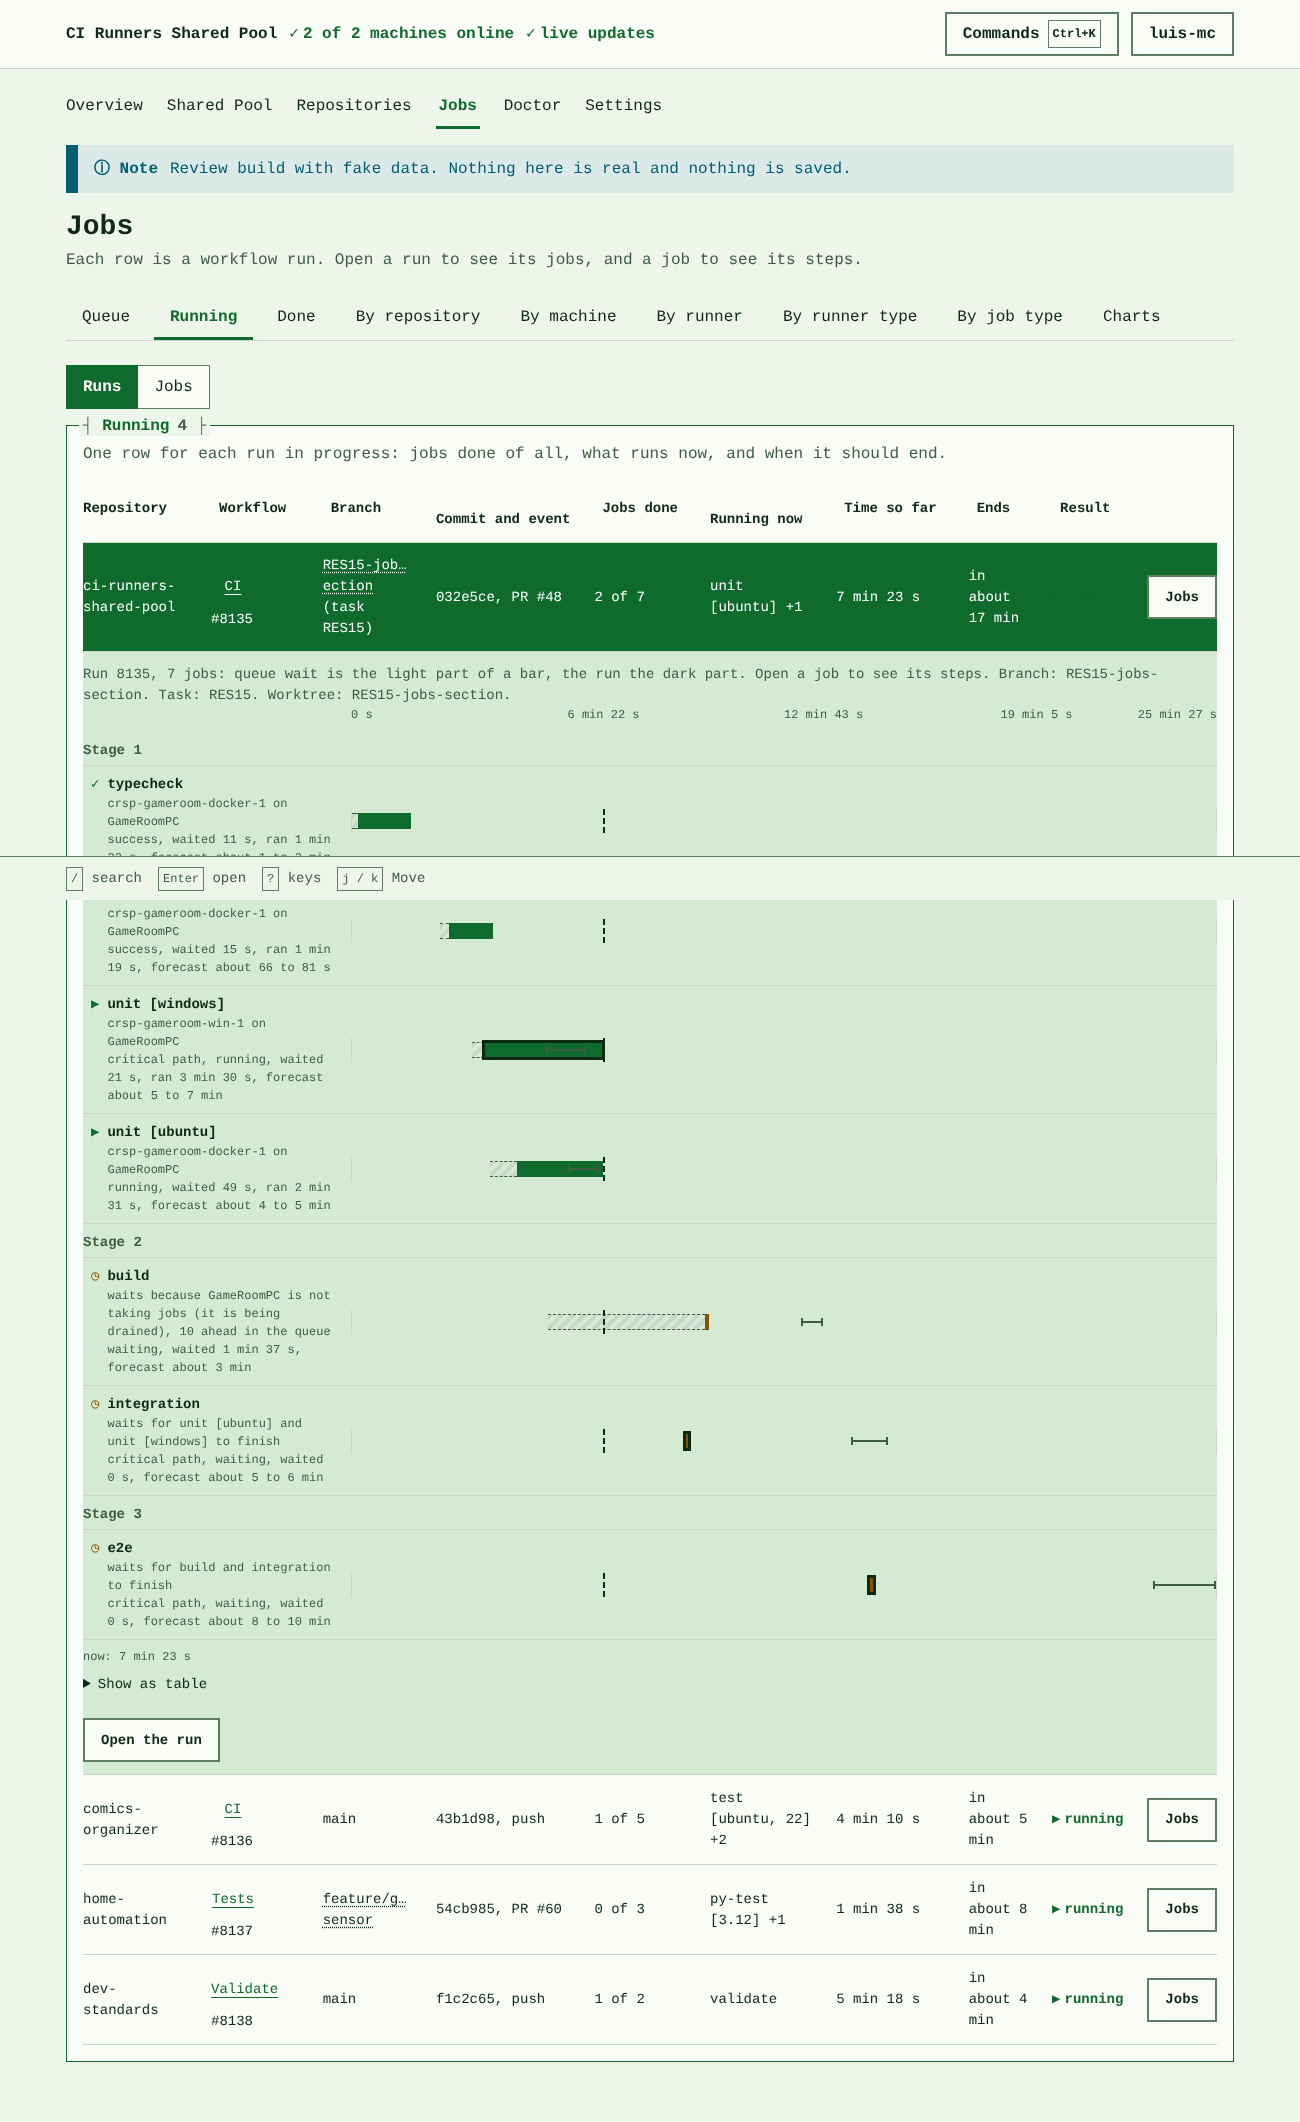 CI Runners Shared Pool ✓ 2 of 2 machines online ✓ live updates Commands Ctrl+K luis-mc
Overview Shared Pool Repositories Jobs Doctor Settings
ⓘ Note Review build with fake data. Nothing here is real and nothing is saved.
Jobs
Each row is a workflow run. Open a run to see its jobs, and a job to see its steps.
Queue Running Done By repository By machine By runner By runner type By job type Charts
Runs Jobs
Running 4
One row for each run in progress: jobs done of all, what runs now, and when it should end.
Repository Workflow Branch Commit and event Jobs done Running now Time so far Ends Result
ci-runners-
shared-pool
CI
#8135
RES15-job…
ection
(task
RES15)
032e5ce, PR #48
2 of 7
unit
[ubuntu] +1
7 min 23 s
in
about
17 min
Jobs
Run 8135, 7 jobs: queue wait is the light part of a bar, the run the dark part. Open a job to see its steps. Branch: RES15-jobs-
section. Task: RES15. Worktree: RES15-jobs-section.
0 s 6 min 22 s 12 min 43 s 19 min 5 s 25 min 27 s
Stage 1
✓ typecheck
crsp-gameroom-docker-1 on
GameRoomPC
success, waited 11 s, ran 1 min
/ search Enter open ? keys j / k Move
crsp-gameroom-docker-1 on
GameRoomPC
success, waited 15 s, ran 1 min
19 s, forecast about 66 to 81 s
▶ unit [windows]
crsp-gameroom-win-1 on
GameRoomPC
critical path, running, waited
21 s, ran 3 min 30 s, forecast
about 5 to 7 min
▶ unit [ubuntu]
crsp-gameroom-docker-1 on
GameRoomPC
running, waited 49 s, ran 2 min
31 s, forecast about 4 to 5 min
Stage 2
◷ build
waits because GameRoomPC is not
taking jobs (it is being
drained), 10 ahead in the queue
waiting, waited 1 min 37 s,
forecast about 3 min
◷ integration
waits for unit [ubuntu] and
unit [windows] to finish
critical path, waiting, waited
0 s, forecast about 5 to 6 min
Stage 3
◷ e2e
waits for build and integration
to finish
critical path, waiting, waited
0 s, forecast about 8 to 10 min
now: 7 min 23 s
▶ Show as table
Open the run
comics-
organizer
CI
#8136
main
43b1d98, push
1 of 5
test
[ubuntu, 22]
+2
4 min 10 s
in
about 5
min
▶ running
Jobs
home-
automation
Tests
#8137
feature/g…
sensor
54cb985, PR #60
0 of 3
py-test
[3.12] +1
1 min 38 s
in
about 8
min
▶ running
Jobs
dev-
standards
Validate
#8138
main
f1c2c65, push
1 of 2
validate
5 min 18 s
in
about 4
min
▶ running
Jobs